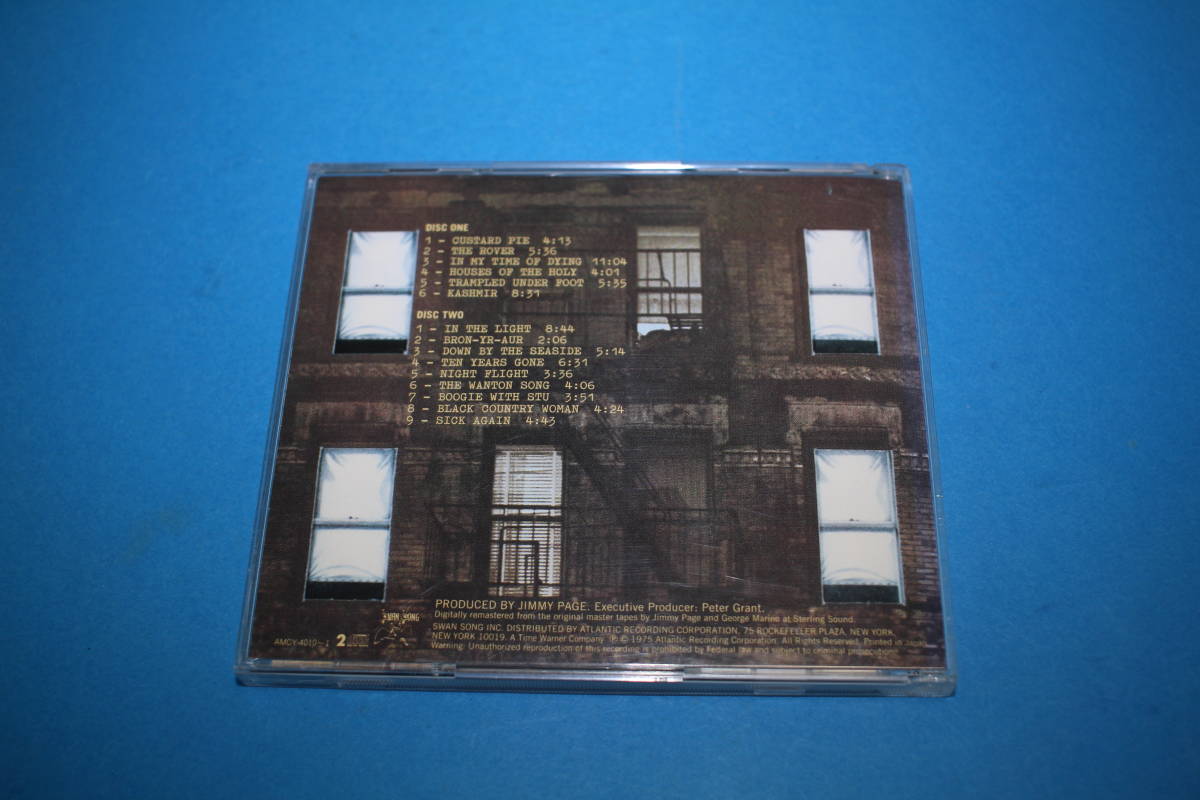 DISC ONE
1 - CUSTARD PIE 4:13
2 - THE ROVER 5:36
3 - IN MY TIME OF DYING 11:04
4 - HOUSES OF THE HOLY 4:01
5 - TRAMPLED UNDER FOOT 5:35
6 - KASHMIR 8:31
DISC TWO
1 - IN THE LIGHT 8:44
2 - BRON-YR-AUR 2:06
3 - DOWN BY THE SEASIDE 5:14
4 - TEN YEARS GONE 6:31
5 - NIGHT FLIGHT 3:36
6 - THE WANTON SONG 4:06
7 - BOOGIE WITH STU 3:51
8 - BLACK COUNTRY WOMAN 4:24
9 - SICK AGAIN 4:43
PRODUCED BY JIMMY PAGE. Executive Producer: Peter Grant.
Digitally remastered from the original master tapes by Jimmy Page and George Marino at Sterling Sound.
SWAN SONG INC. DISTRIBUTED BY ATLANTIC RECORDING CORPORATION, 75 ROCKEFELLER PLAZA, NEW YORK,
NEW YORK 10019. A Time Warner Company ℗ © 1975 Atlantic Recording Corporation. All Rights Reserved. Printed in Japan
Warning: Unauthorized reproduction of this recording is prohibited by Federal law and subject to criminal prosecution.
SWAN SONG
AMCY-4010~1 2